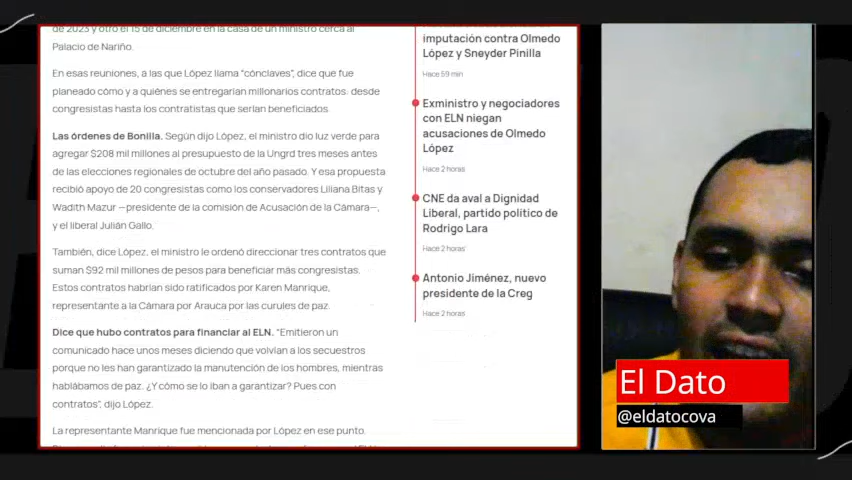 de 2023 y otro el 15 de diciembre en la casa de un ministro cerca al
Palacio de Nariño.
En esas reuniones, a las que López llama “cónclaves”, dice que fue
planeado cómo y a quiénes se entregarían millonarios contratos: desde
congresistas hasta los contratistas que serían beneficiados.
Las órdenes de Bonilla. Según dijo López, el ministro dio luz verde para
agregar $208 mil millones al presupuesto de la Ungrd tres meses antes
de las elecciones regionales de octubre del año pasado. Y esa propuesta
recibió apoyo de 20 congresistas como los conservadores Liliana Bitas y
Wadith Mazur —presidente de la comisión de Acusación de la Cámara—,
y el liberal Julián Gallo.
También, dice López, el ministro le ordenó direccionar tres contratos que
suman $92 mil millones de pesos para beneficiar más congresistas.
Estos contratos habrían sido ratificados por Karen Manrique,
representante a la Cámara por Arauca por las curules de paz.
Dice que hubo contratos para financiar al ELN. “Emitieron un
comunicado hace unos meses diciendo que volvían a los secuestros
porque no les han garantizado la manutención de los hombres, mientras
hablábamos de paz. ¿Y cómo se lo iban a garantizar? Pues con
contratos”, dijo López.
La representante Manrique fue mencionada por López en ese punto.
imputación contra Olmedo
López y Sneyder Pinilla
Hace 59 min
Exministro y negociadores
con ELN niegan
acusaciones de Olmedo
López
Hace 2 horas
CNE da aval a Dignidad
Liberal, partido político de
Rodrigo Lara
Hace 2 horas
Antonio Jiménez, nuevo
presidente de la Creg
Hace 2 horas
El Dato
@eldatocova